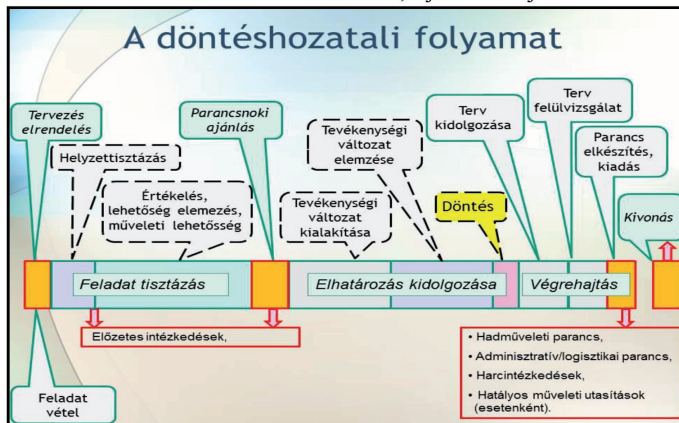 A döntéshozatali folyamat
Tervezés
elrendelés
Helyzettisztázás
Értékelés,
lehetőség elemezés,
műveleti lehetősség
Parancsnoki
ajánlás
Tevékenységi
változat
kialakítása
Tevékenységi
változat
elemzése
Döntés
Terv
kidolgozása
Terv
felülvizsgálat
Parancs
elkészítés,
kiadás
Kivonás
Feladat tisztázás
Elhatározás kidolgozása
Végrehajtás
Előzetes intézkedések,
Feladat
vétel
• Hadműveleti parancs,
• Adminisztratív/logisztikai parancs,
• Harcintézkedések,
• Hatályos műveleti utasítások
(esetenként).